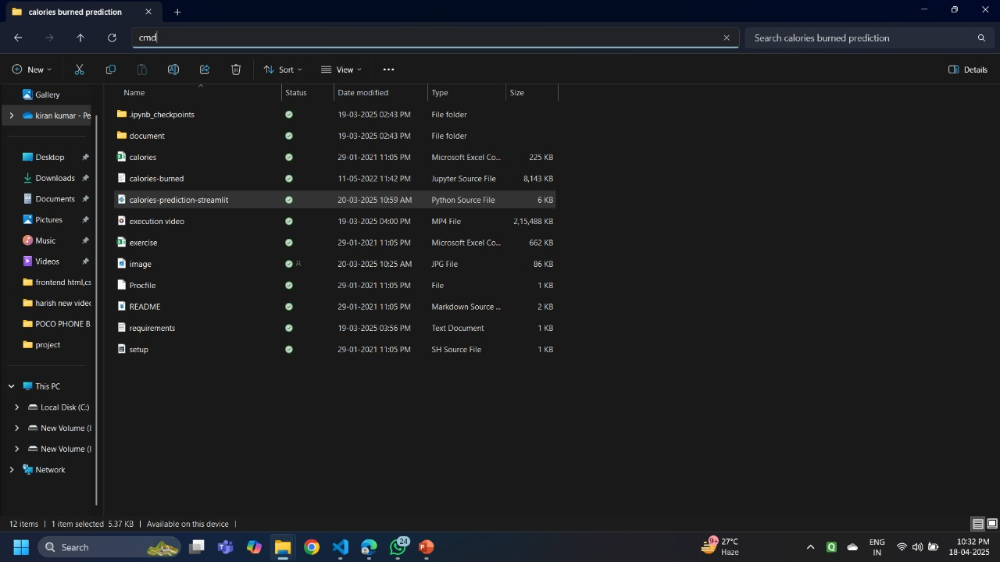 calories burned prediction
cmd
Search calories burned prediction
New
Sort
View
Details
Name Status Date modified Type Size
Gallery
kiran kumar - Pe
Desktop
Downloads
Documents
Pictures
Music
Videos
frontend html,cs
harish new videc
POCO PHONE B
project
This PC
Local Disk (C:)
New Volume (I
New Volume (I
Network
.ipynb_checkpoints 19-03-2025 02:43 PM File folder
document 19-03-2025 02:43 PM File folder
calories 29-01-2021 11:05 PM Microsoft Excel Co... 225 KB
calories-burned 11-05-2022 11:42 PM Jupyter Source File 8,143 KB
calories-prediction-streamlit 20-03-2025 10:59 AM Python Source File 6 KB
execution video 19-03-2025 04:00 PM MP4 File 2,15,488 KB
exercise 29-01-2021 11:05 PM Microsoft Excel Co... 662 KB
image 20-03-2025 10:25 AM JPG File 86 KB
Procfile 29-01-2021 11:05 PM File 1 KB
README 29-01-2021 11:05 PM Markdown Source ... 2 KB
requirements 19-03-2025 03:56 PM Text Document 1 KB
setup 29-01-2021 11:05 PM SH Source File 1 KB
12 items 1 item selected 5.37 KB Available on this device
Search
24
9+
27°C
Haze
ENG
IN
10:32 PM
18-04-2025